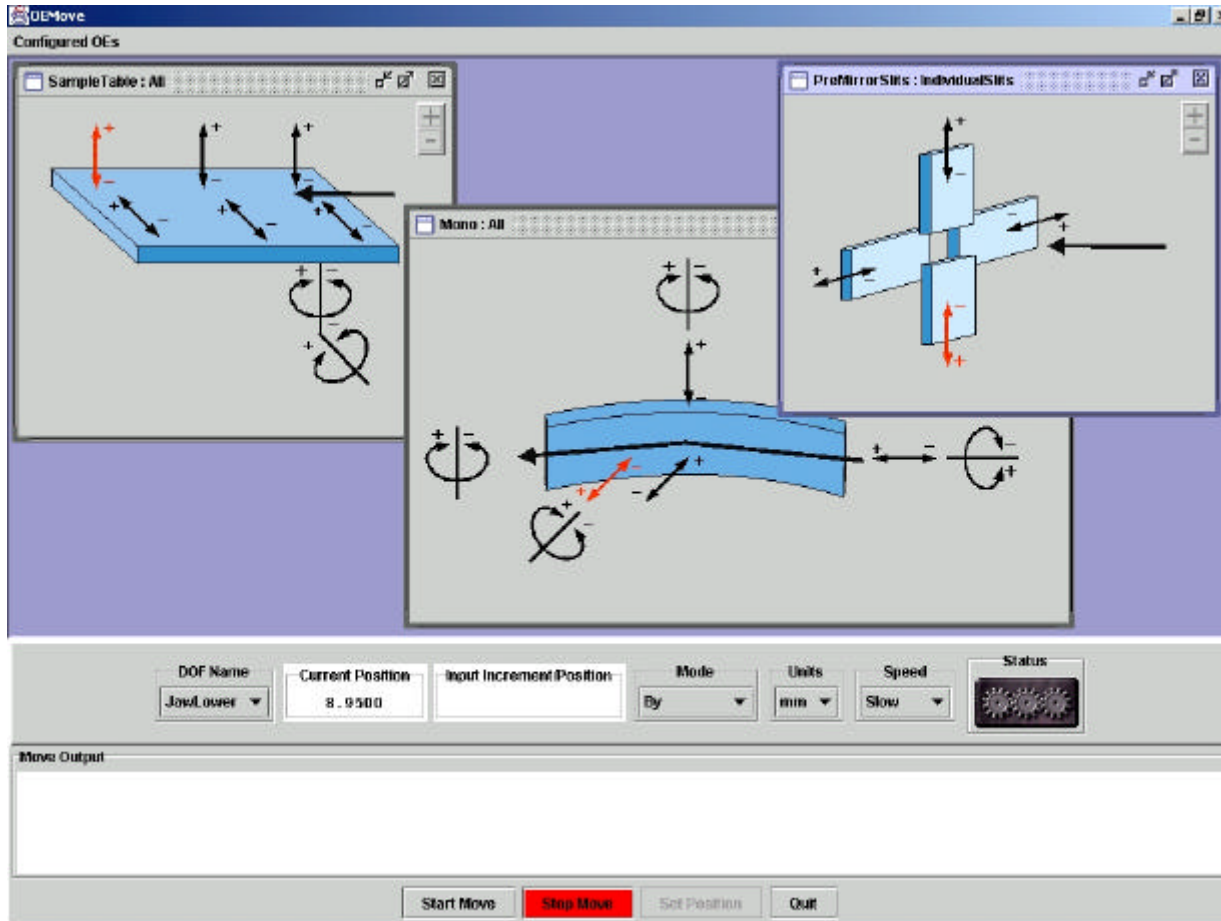 OEMove
Configured OEs
SampleTable : All
PreMirrorSlits : IndividualSlits
Mono : All
DOF Name
Current Position
Input Increment/Position
Mode
Units
Speed
Status
JawLower
8.9500
By
mm
Slow
Move Output
Start Move
Stop Move
Set Position
Quit